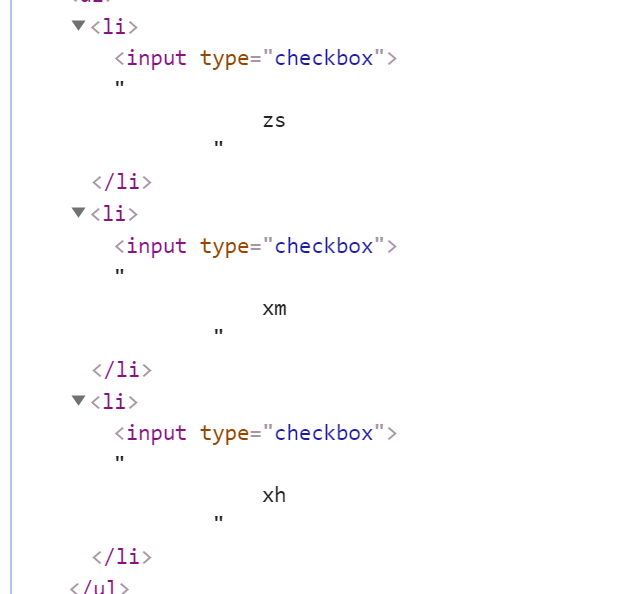 <ul>
▼<li>
<input type="checkbox">
"
zs
"
</li>
▼<li>
<input type="checkbox">
"
xm
"
</li>
▼<li>
<input type="checkbox">
"
xh
"
</li>
</ul>